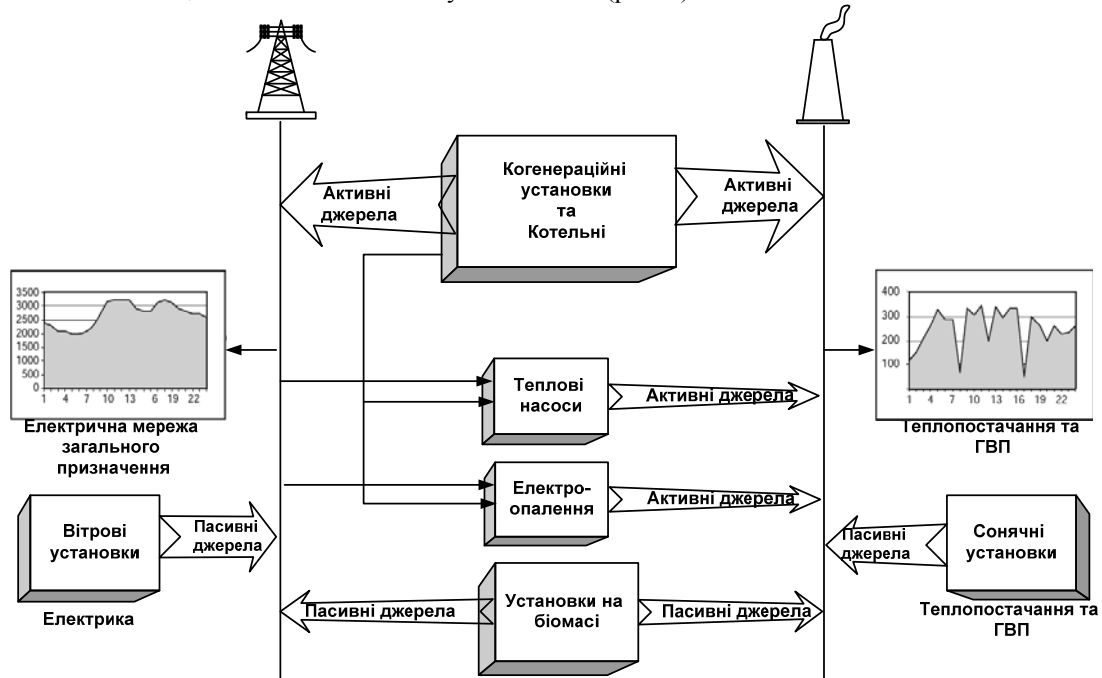 Когенераційні
установки
та
Котельні
Активні
джерела
Активні
джерела
3500
3000
2500
2000
1500
1000
500
0
1 4 7 10 13 16 19 22
Електрична мережа
загального
призначення
400
300
200
100
1 4 7 10 13 16 19 22
Теплопостачання та
ГВП
Теплові
насоси
Активні джерела
Електро-
опалення
Активні джерела
Вітрові
установки
Пасивні
джерела
Електрика
Пасивні
джерела
Сонячні
установки
Теплопостачання та
ГВП
Пасивні джерела
Установки на
біомасі
Пасивні джерела